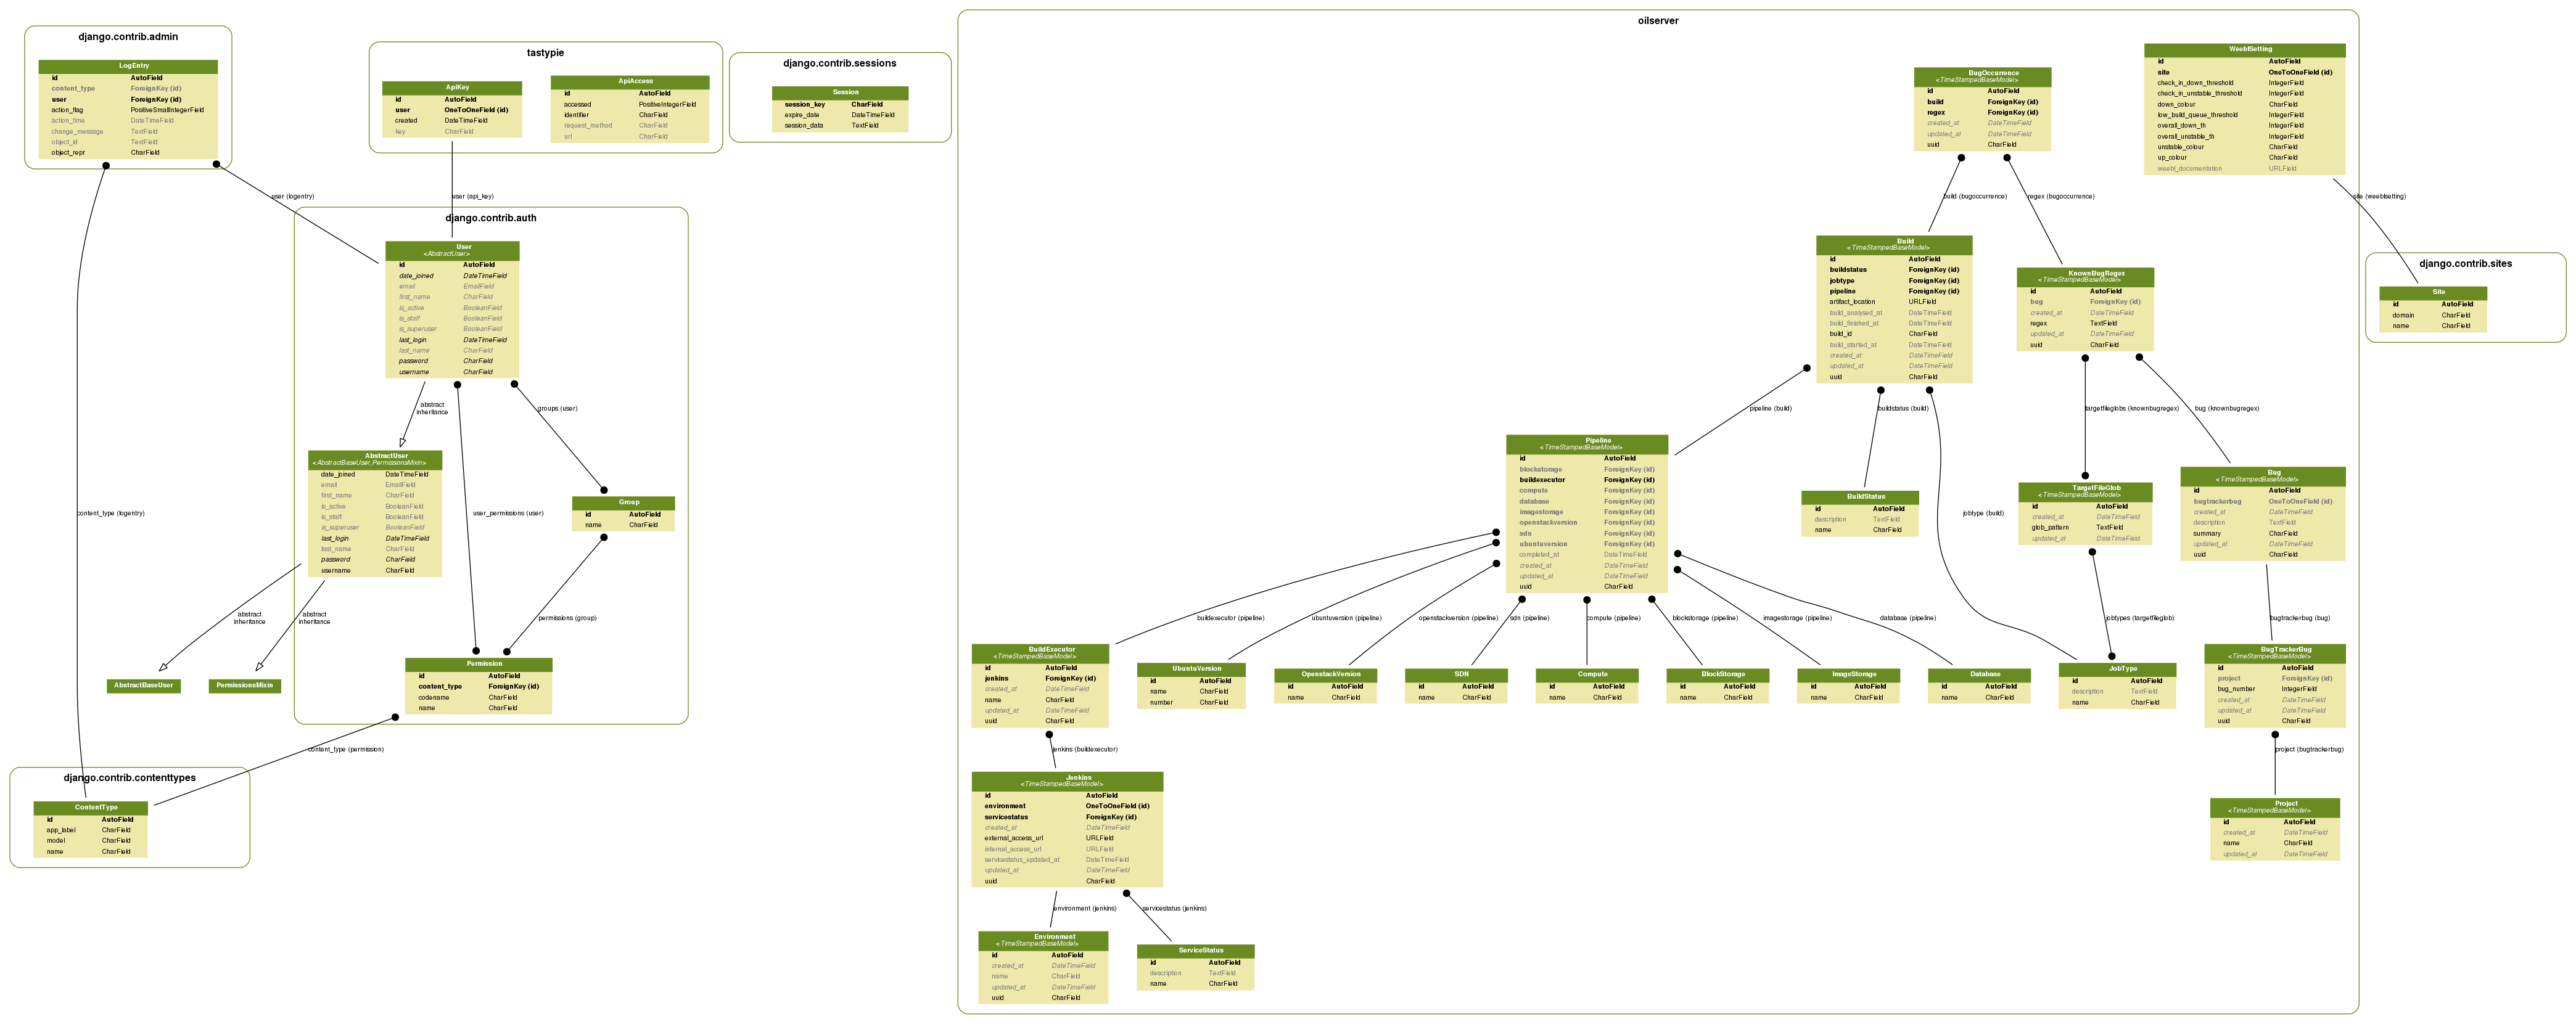 django.contrib.admin
LogEntry
id AutoField
content_type ForeignKey (id)
user ForeignKey (id)
action_flag PositiveSmallIntegerField
action_time DateTimeField
change_message TextField
object_id TextField
object_repr CharField
tastypie
ApiKey
id AutoField
user OneToOneField (id)
created DateTimeField
key CharField
ApiAccess
id AutoField
accessed PositiveIntegerField
identifier CharField
request_method CharField
url CharField
django.contrib.sessions
Session
session_key CharField
expire_date DateTimeField
session_data TextField
user (logentry)
user (api_key)
content_type (logentry)
django.contrib.auth
User
<AbstractUser>
id AutoField
date_joined DateTimeField
email EmailField
first_name CharField
is_active BooleanField
is_staff BooleanField
is_superuser BooleanField
last_login DateTimeField
last_name CharField
password CharField
username CharField
abstract
inheritance
user_permissions (user)
groups (user)
AbstractUser
<AbstractBaseUser,PermissionsMixin>
date_joined DateTimeField
email EmailField
first_name CharField
is_active BooleanField
is_staff BooleanField
is_superuser BooleanField
last_login DateTimeField
last_name CharField
password CharField
username CharField
Group
id AutoField
name CharField
abstract
inheritance
abstract
inheritance
permissions (group)
AbstractBaseUser
PermissionsMixin
Permission
id AutoField
content_type ForeignKey (id)
codename CharField
name CharField
content_type (permission)
django.contrib.contenttypes
ContentType
id AutoField
app_label CharField
model CharField
name CharField
oilserver
BugOccurrence
<TimeStampedBaseModel>
id AutoField
build ForeignKey (id)
regex ForeignKey (id)
created_at DateTimeField
updated_at DateTimeField
uuid CharField
WeeblSetting
id AutoField
site OneToOneField (id)
check_in_down_threshold IntegerField
check_in_unstable_threshold IntegerField
down_colour CharField
low_build_queue_threshold IntegerField
overall_down_th IntegerField
overall_unstable_th IntegerField
unstable_colour CharField
up_colour CharField
weebl_documentation URLField
build (bugoccurrence)
regex (bugoccurrence)
site (weeblsetting)
django.contrib.sites
Site
id AutoField
domain CharField
name CharField
Build
<TimeStampedBaseModel>
id AutoField
buildstatus ForeignKey (id)
jobtype ForeignKey (id)
pipeline ForeignKey (id)
artifact_location URLField
build_analysed_at DateTimeField
build_finished_at DateTimeField
build_id CharField
build_started_at DateTimeField
created_at DateTimeField
updated_at DateTimeField
uuid CharField
KnownBugRegex
<TimeStampedBaseModel>
id AutoField
bug ForeignKey (id)
created_at DateTimeField
regex TextField
updated_at DateTimeField
uuid CharField
pipeline (build)
buildstatus (build)
jobtype (build)
targetfileglobs (knownbugregex)
bug (knownbugregex)
Pipeline
<TimeStampedBaseModel>
id AutoField
blockstorage ForeignKey (id)
buildexecutor ForeignKey (id)
compute ForeignKey (id)
database ForeignKey (id)
imagestorage ForeignKey (id)
openstackversion ForeignKey (id)
sdn ForeignKey (id)
ubuntuversion ForeignKey (id)
completed_at DateTimeField
created_at DateTimeField
updated_at DateTimeField
uuid CharField
BuildStatus
id AutoField
description TextField
name CharField
TargetFileGlob
<TimeStampedBaseModel>
id AutoField
created_at DateTimeField
glob_pattern TextField
updated_at DateTimeField
Bug
<TimeStampedBaseModel>
id AutoField
bugtrackerbug OneToOneField (id)
created_at DateTimeField
description TextField
summary CharField
updated_at DateTimeField
uuid CharField
buildexecutor (pipeline)
ubuntuversion (pipeline)
openstackversion (pipeline)
sdn (pipeline)
compute (pipeline)
blockstorage (pipeline)
imagestorage (pipeline)
database (pipeline)
jobtypes (targetfileglob)
bugtrackerbug (bug)
BuildExecutor
<TimeStampedBaseModel>
id AutoField
jenkins ForeignKey (id)
created_at DateTimeField
name CharField
updated_at DateTimeField
uuid CharField
UbuntuVersion
id AutoField
name CharField
number CharField
OpenstackVersion
id AutoField
name CharField
SDN
id AutoField
name CharField
Compute
id AutoField
name CharField
BlockStorage
id AutoField
name CharField
ImageStorage
id AutoField
name CharField
Database
id AutoField
name CharField
JobType
id AutoField
description TextField
name CharField
BugTrackerBug
<TimeStampedBaseModel>
id AutoField
project ForeignKey (id)
bug_number IntegerField
created_at DateTimeField
updated_at DateTimeField
uuid CharField
jenkins (buildexecutor)
project (bugtrackerbug)
Jenkins
<TimeStampedBaseModel>
id AutoField
environment OneToOneField (id)
servicestatus ForeignKey (id)
created_at DateTimeField
external_access_url URLField
internal_access_url URLField
servicestatus_updated_at DateTimeField
updated_at DateTimeField
uuid CharField
Project
<TimeStampedBaseModel>
id AutoField
created_at DateTimeField
name CharField
updated_at DateTimeField
environment (jenkins)
servicestatus (jenkins)
Environment
<TimeStampedBaseModel>
id AutoField
created_at DateTimeField
name CharField
updated_at DateTimeField
uuid CharField
ServiceStatus
id AutoField
description TextField
name CharField